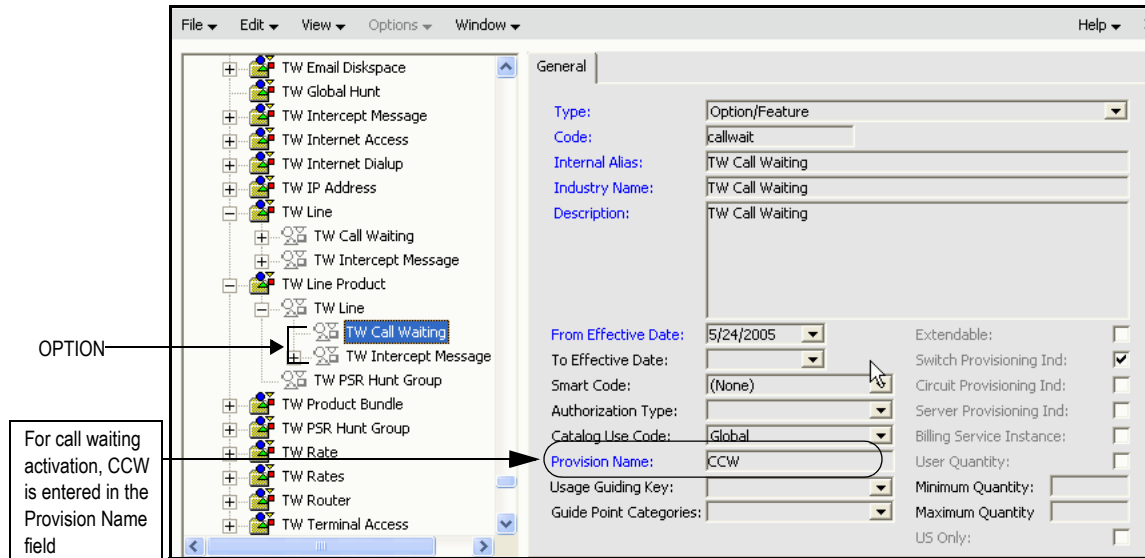 File Edit View Options Window Help
TW Email Diskspace
TW Global Hunt
TW Intercept Message
TW Internet Access
TW Internet Dialup
TW IP Address
TW Line
TW Call Waiting
TW Intercept Message
TW Line Product
TW Line
TW Call Waiting
TW Intercept Message
TW PSR Hunt Group
TW Product Bundle
TW PSR Hunt Group
TW Rate
TW Rates
TW Router
TW Terminal Access
OPTION
For call waiting
activation, CCW
is entered in the
Provision Name
field
General
Type: Option/Feature
Code: callwait
Internal Alias: TW Call Waiting
Industry Name: TW Call Waiting
Description: TW Call Waiting
From Effective Date: 5/24/2005
To Effective Date:
Smart Code: (None)
Authorization Type:
Catalog Use Code: Global
Provision Name: CCW
Usage Guiding Key:
Guide Point Categories:
Extendable:
Switch Provisioning Ind:
Circuit Provisioning Ind:
Server Provisioning Ind:
Billing Service Instance:
User Quantity:
Minimum Quantity:
Maximum Quantity
US Only: